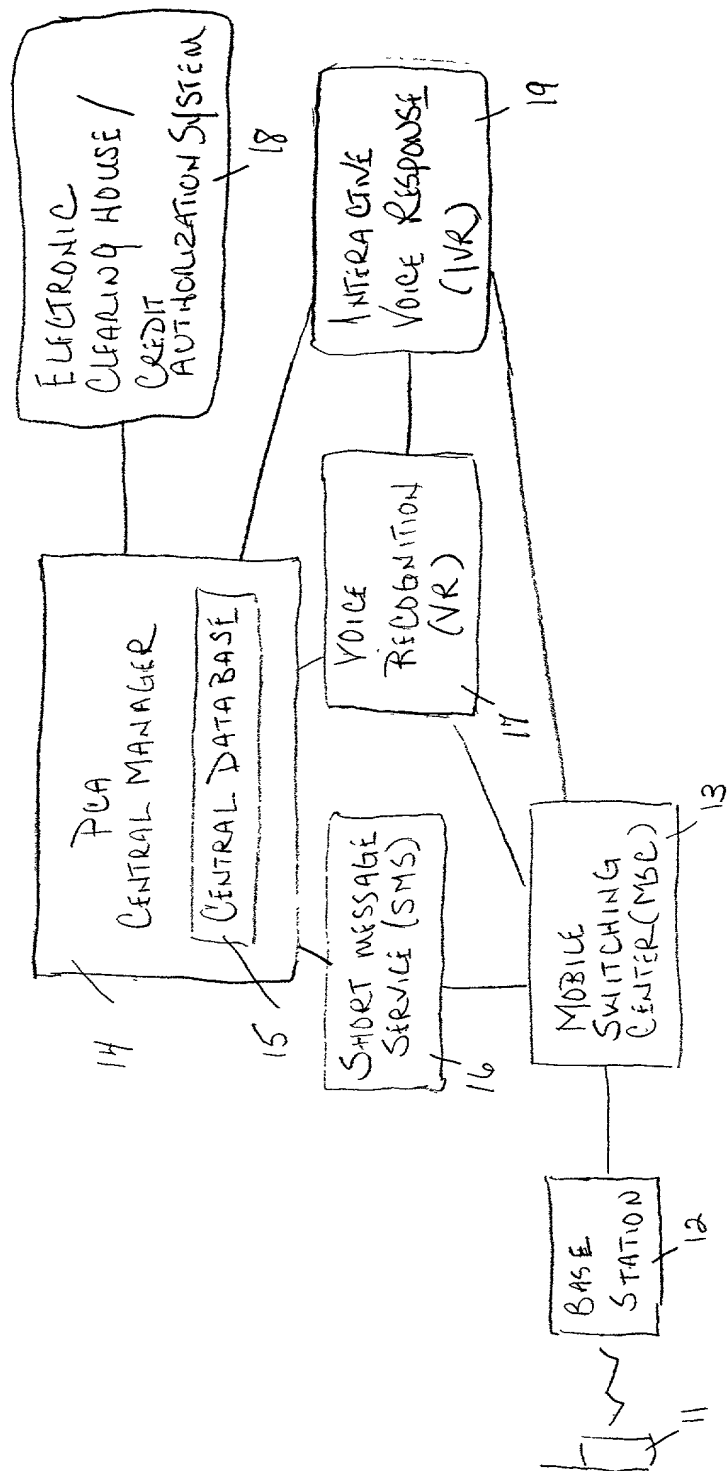 PCA
CENTRAL MANAGER
CENTRAL DATABASE
14
15
ELECTRONIC
CLEARING HOUSE /
CREDIT
AUTHORIZATION SYSTEM
18
SHORT MESSAGE
SERVICE (SMS)
16
VOICE
RECOGNITION
(VR)
17
INTERACTIVE
VOICE RESPONSE
(IVR)
19
MOBILE
SWITCHING
CENTER (MSC)
13
BASE
STATION
12
11